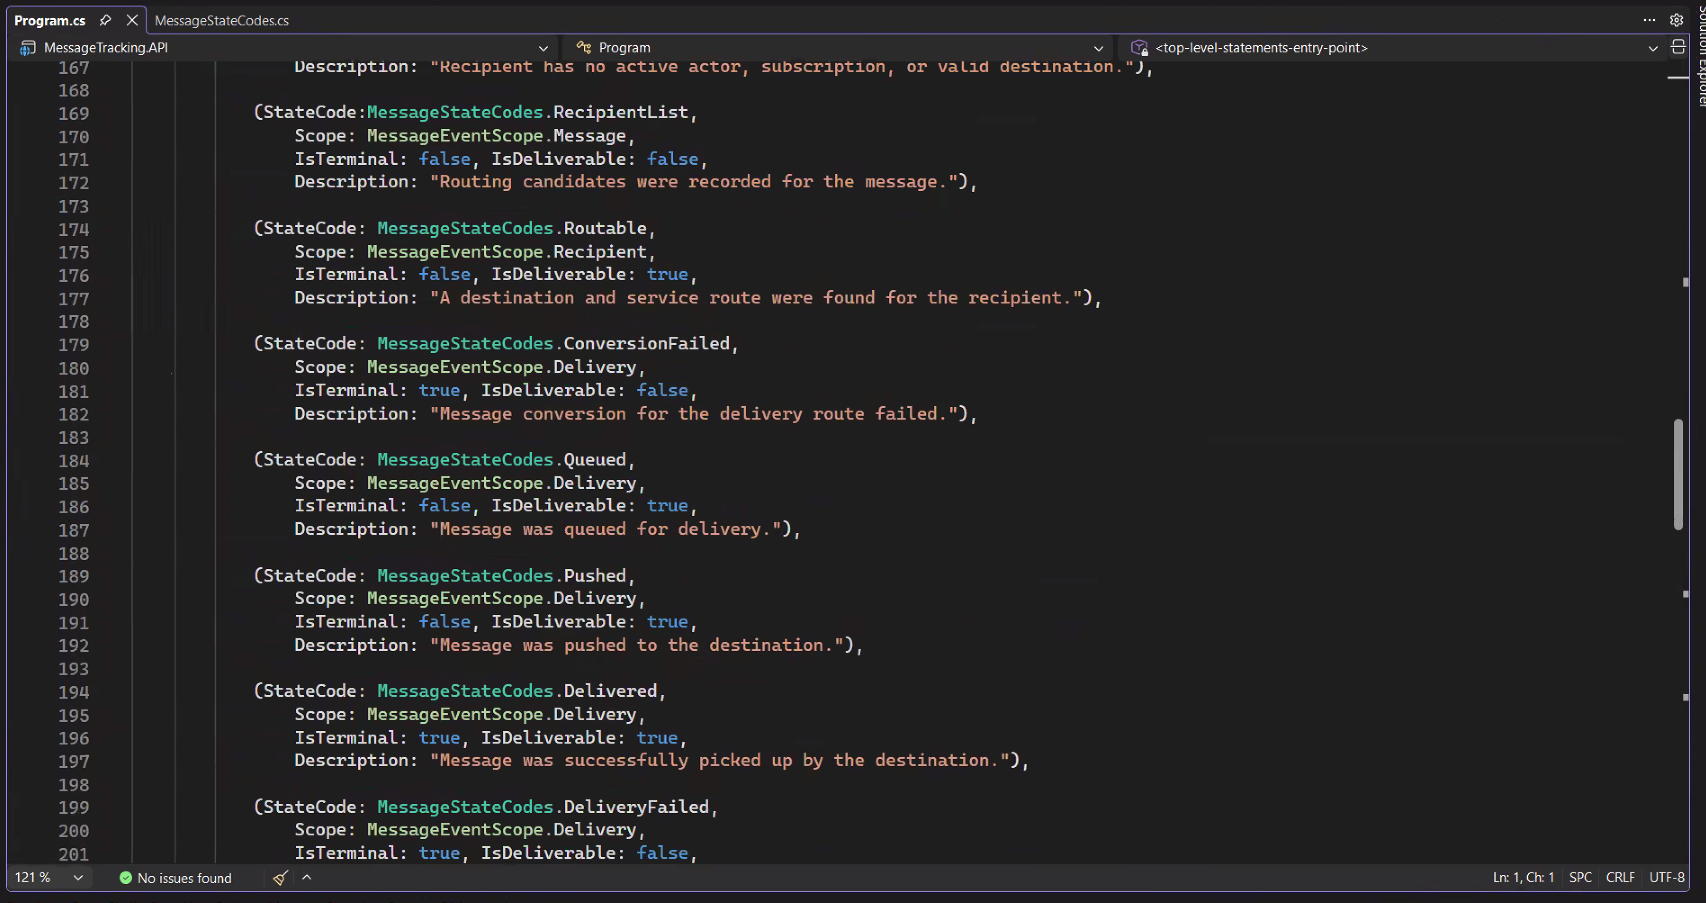 Program.cs
MessageStateCodes.cs
MessageTracking.API
Program
<top-level-statements-entry-point>
Solution Explorer
167 Description: "Recipient has no active actor, subscription, or valid destination."),
168
169 (StateCode:MessageStateCodes.RecipientList,
170 Scope: MessageEventScope.Message,
171 IsTerminal: false, IsDeliverable: false,
172 Description: "Routing candidates were recorded for the message."),
173
174 (StateCode: MessageStateCodes.Routable,
175 Scope: MessageEventScope.Recipient,
176 IsTerminal: false, IsDeliverable: true,
177 Description: "A destination and service route were found for the recipient."),
178
179 (StateCode: MessageStateCodes.ConversionFailed,
180 Scope: MessageEventScope.Delivery,
181 IsTerminal: true, IsDeliverable: false,
182 Description: "Message conversion for the delivery route failed."),
183
184 (StateCode: MessageStateCodes.Queued,
185 Scope: MessageEventScope.Delivery,
186 IsTerminal: false, IsDeliverable: true,
187 Description: "Message was queued for delivery."),
188
189 (StateCode: MessageStateCodes.Pushed,
190 Scope: MessageEventScope.Delivery,
191 IsTerminal: false, IsDeliverable: true,
192 Description: "Message was pushed to the destination."),
193
194 (StateCode: MessageStateCodes.Delivered,
195 Scope: MessageEventScope.Delivery,
196 IsTerminal: true, IsDeliverable: true,
197 Description: "Message was successfully picked up by the destination."),
198
199 (StateCode: MessageStateCodes.DeliveryFailed,
200 Scope: MessageEventScope.Delivery,
201 IsTerminal: true, IsDeliverable: false,
121 %
No issues found
Ln: 1, Ch: 1 SPC CRLF UTF-8